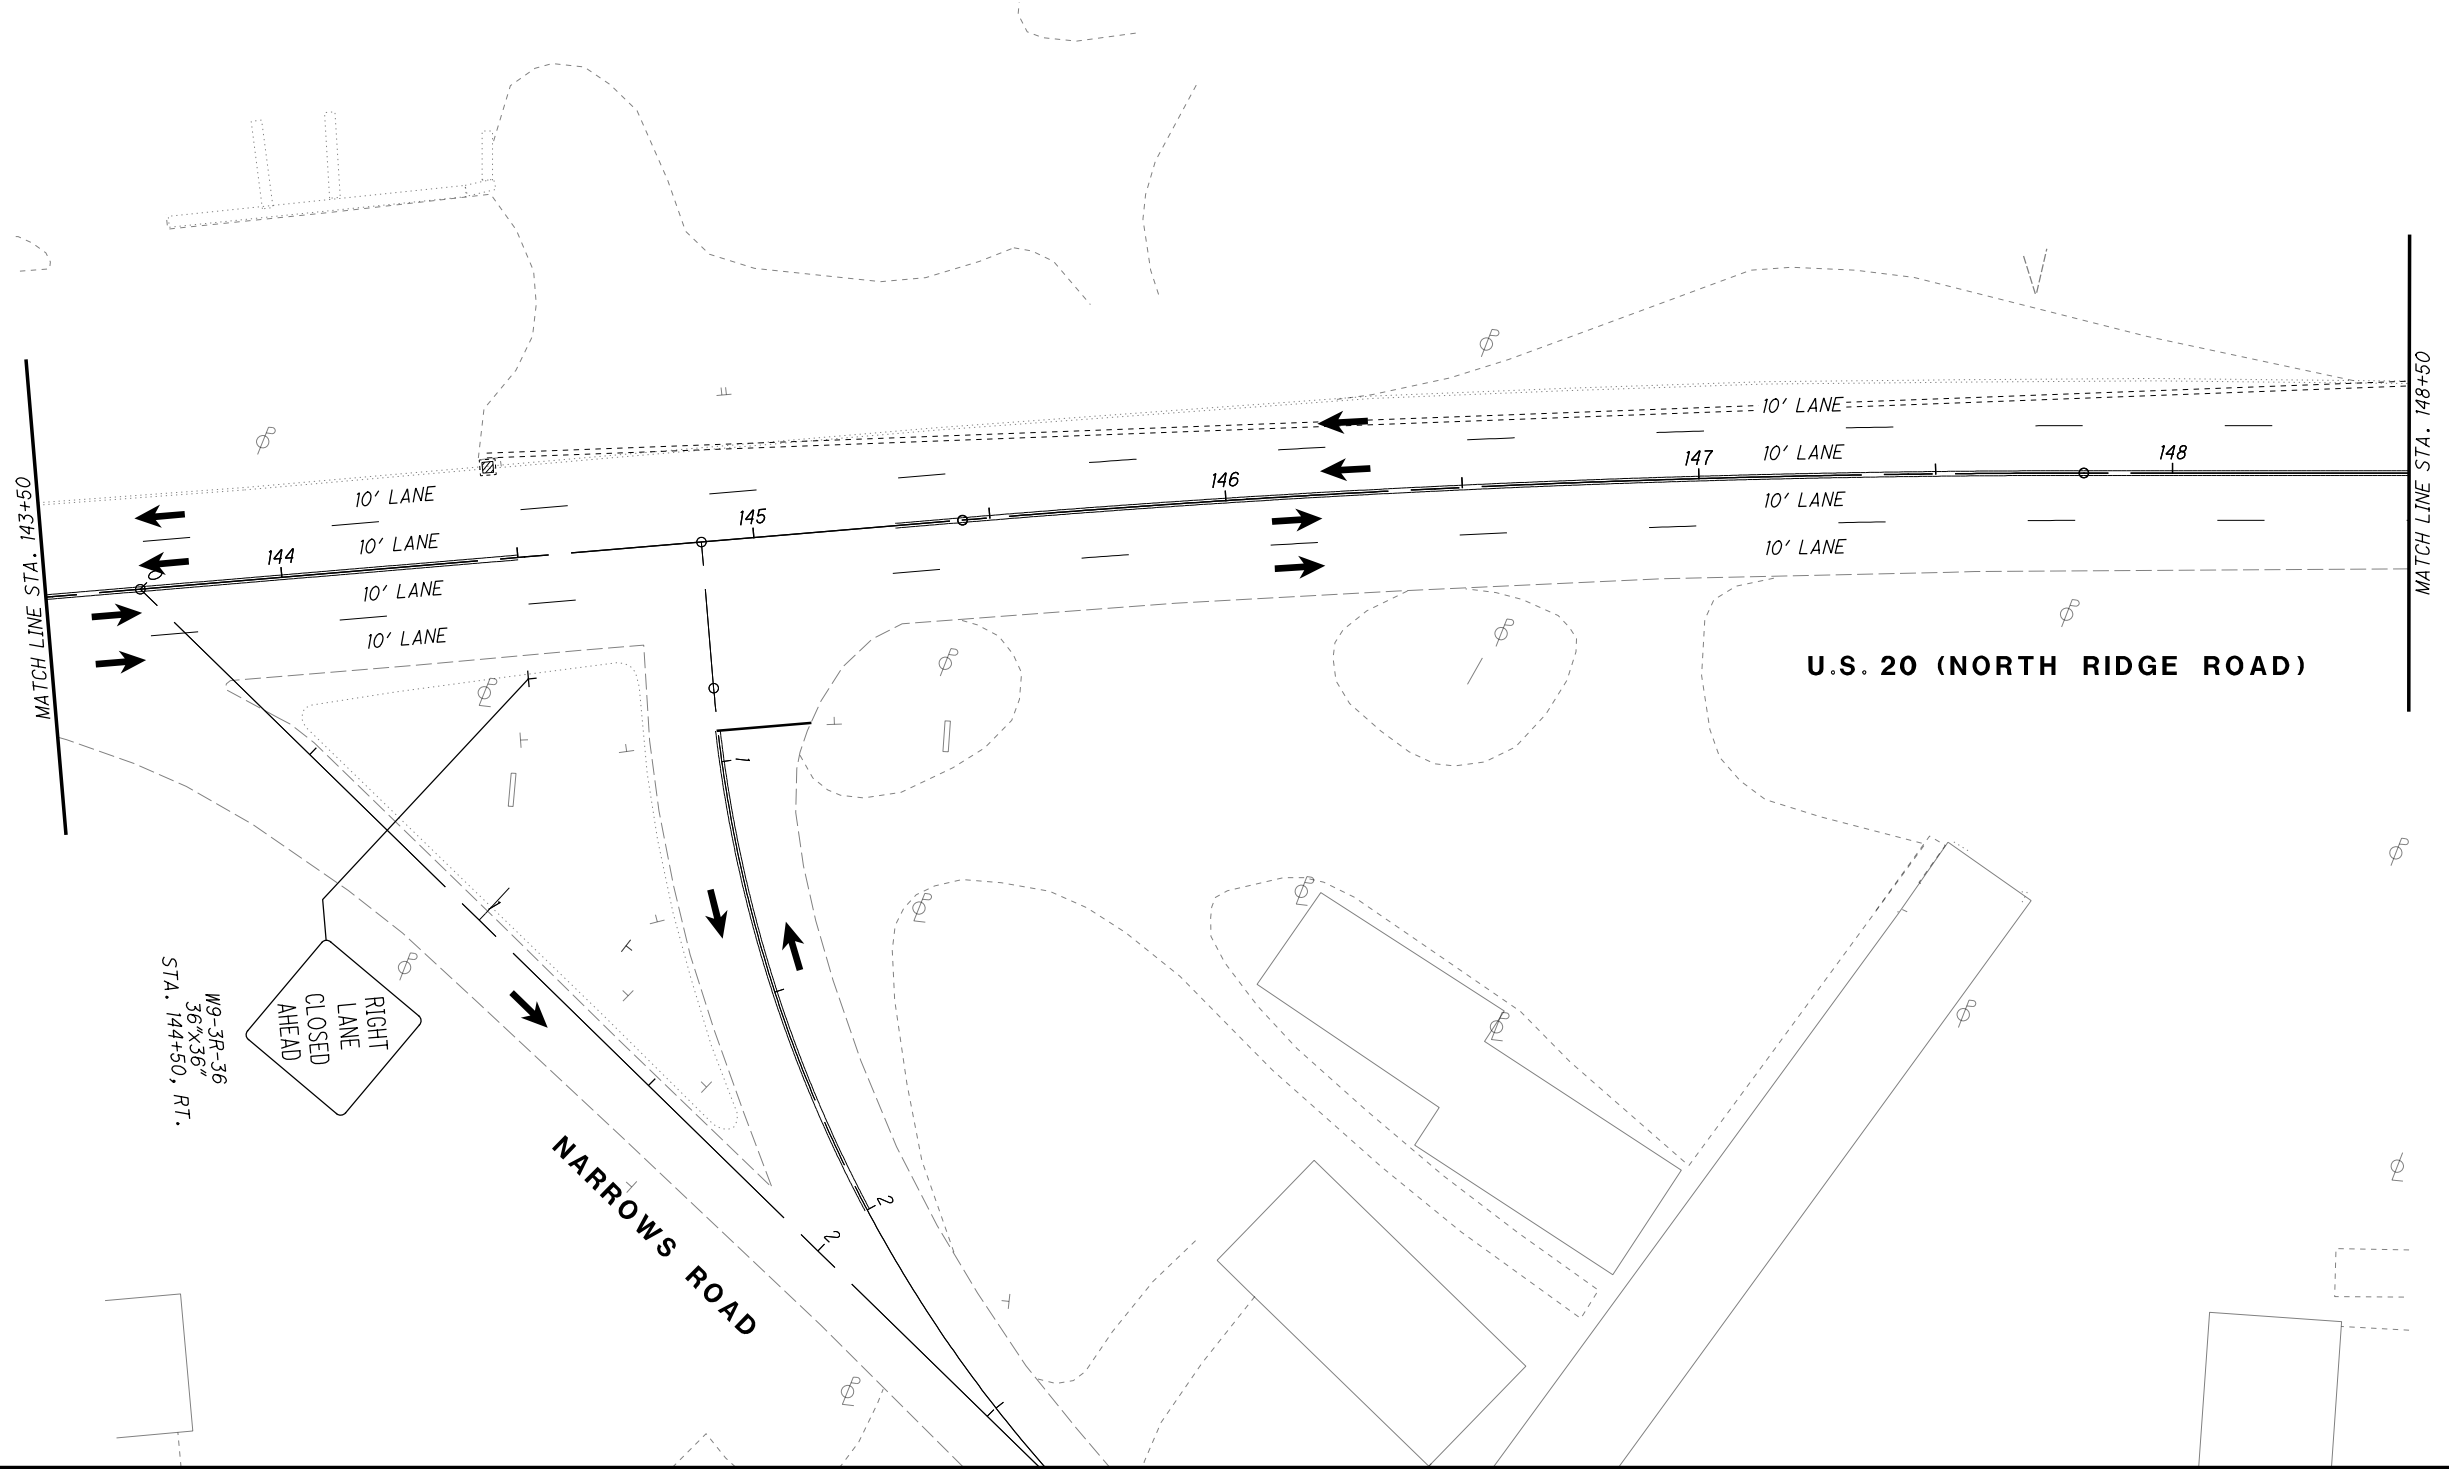 10' LANE
10' LANE
147
148
146
10' LANE
145
10' LANE
10' LANE
144
10' LANE
0
10' LANE
10' LANE
MATCH LINE STA. 143+50
MATCH LINE STA. 148+50
U.S. 20 (NORTH RIDGE ROAD)
1
1
RIGHT
LANE
CLOSED
AHEAD
W9-3R-36
36"x36"
STA. 144+50, RT.
2
2
NARROWS ROAD